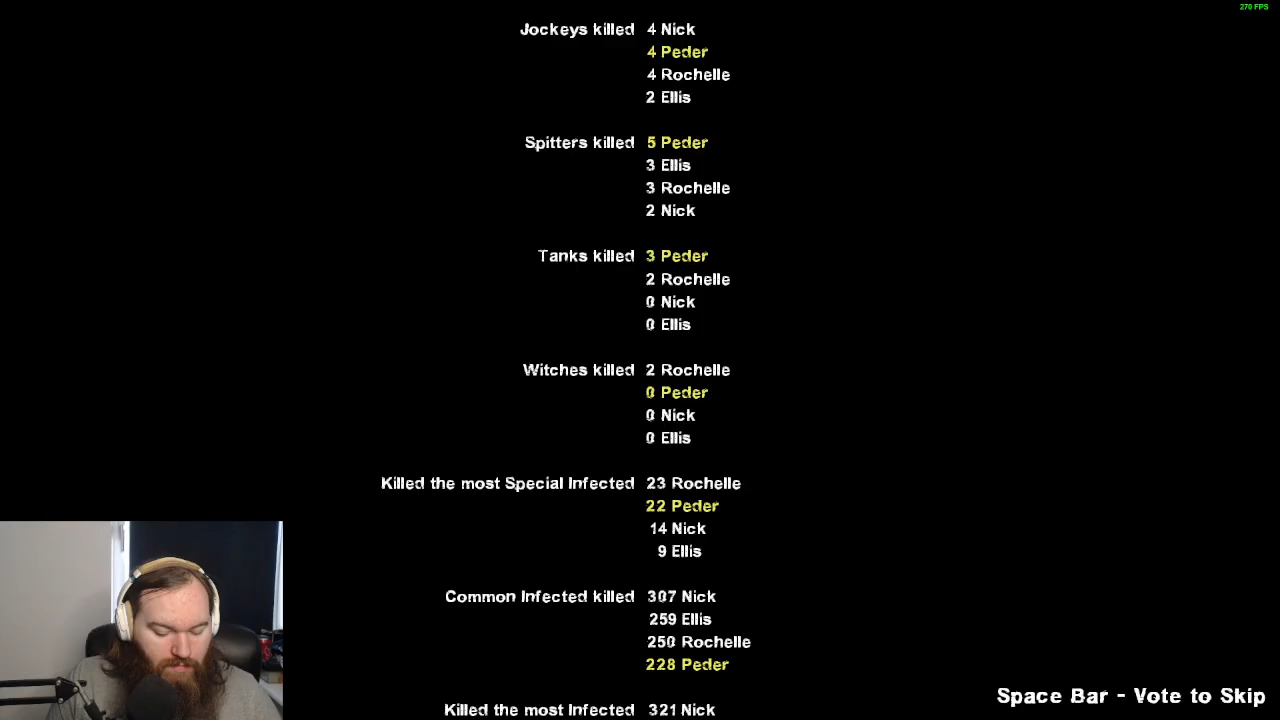 270 FPS
Jockeys killed 4 Nick
4 Peder
4 Rochelle
2 Ellis
Spitters killed 5 Peder
3 Ellis
3 Rochelle
2 Nick
Tanks killed 3 Peder
2 Rochelle
0 Nick
0 Ellis
Witches killed 2 Rochelle
0 Peder
0 Nick
0 Ellis
Killed the most Special Infected 23 Rochelle
22 Peder
14 Nick
9 Ellis
Common Infected killed 307 Nick
259 Ellis
250 Rochelle
228 Peder
Killed the most Infected 321 Nick
Space Bar - Vote to Skip